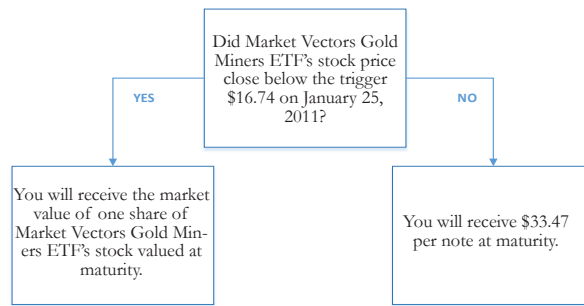 Did Market Vectors Gold
Miners ETF's stock price
close below the trigger
$16.74 on January 25,
2011?
YES
NO
You will receive the market
value of one share of
Market Vectors Gold Min-
ers ETF's stock valued at
maturity.
You will receive $33.47
per note at maturity.